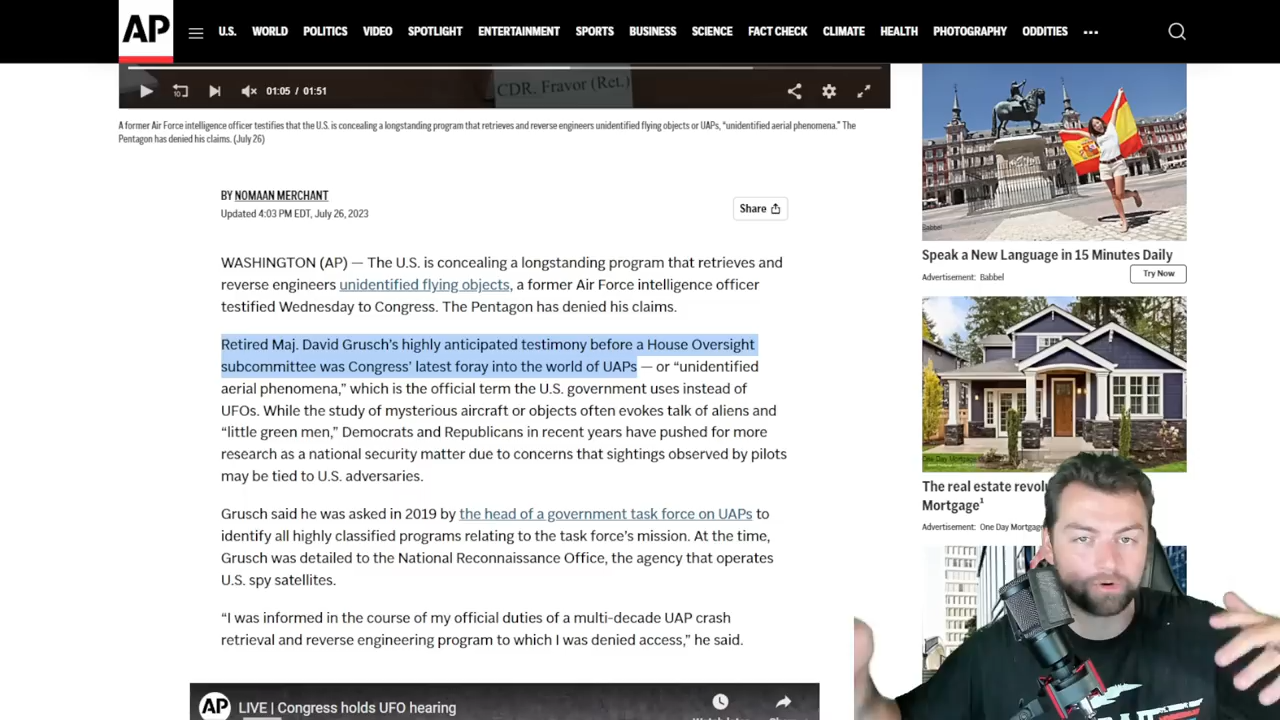 AP
U.S. WORLD POLITICS VIDEO SPOTLIGHT ENTERTAINMENT SPORTS BUSINESS SCIENCE FACT CHECK CLIMATE HEALTH PHOTOGRAPHY ODDITIES
CDR. Fravor (Ret.)
10
01:05 / 01:51
A former Air Force intelligence officer testifies that the U.S. is concealing a longstanding program that retrieves and reverse engineers unidentified flying objects or UAPs, “unidentified aerial phenomena.” The
Pentagon has denied his claims. (July 26)
BY NOMAAN MERCHANT
Updated 4:03 PM EDT, July 26, 2023
Share
WASHINGTON (AP) — The U.S. is concealing a longstanding program that retrieves and
reverse engineers unidentified flying objects, a former Air Force intelligence officer
testified Wednesday to Congress. The Pentagon has denied his claims.
Retired Maj. David Grusch’s highly anticipated testimony before a House Oversight
subcommittee was Congress’ latest foray into the world of UAPs — or “unidentified
aerial phenomena,” which is the official term the U.S. government uses instead of
UFOs. While the study of mysterious aircraft or objects often evokes talk of aliens and
“little green men,” Democrats and Republicans in recent years have pushed for more
research as a national security matter due to concerns that sightings observed by pilots
may be tied to U.S. adversaries.
Grusch said he was asked in 2019 by the head of a government task force on UAPs to
identify all highly classified programs relating to the task force’s mission. At the time,
Grusch was detailed to the National Reconnaissance Office, the agency that operates
U.S. spy satellites.
“I was informed in the course of my official duties of a multi-decade UAP crash
retrieval and reverse engineering program to which I was denied access,” he said.
AP
LIVE | Congress holds UFO hearing
Babbel
Speak a New Language in 15 Minutes Daily
Advertisement: Babbel
Try Now
One Day Mortgage
The real estate
Mortgage¹
Advertisement: One Day Mortgage